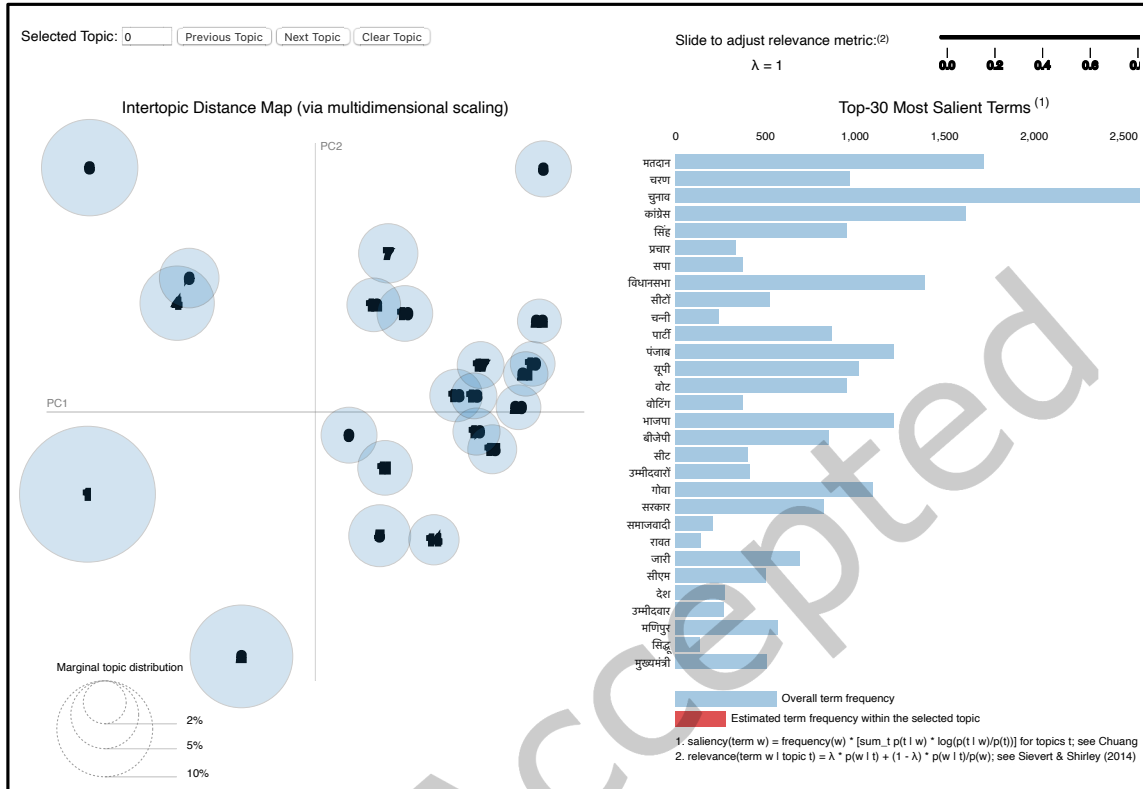 Selected Topic: 0 Previous Topic Next Topic Clear Topic
Slide to adjust relevance metric:(2)
λ = 1
0.0 0.2 0.4 0.6
Intertopic Distance Map (via multidimensional scaling)
PC2
PC1
7
4
1
Marginal topic distribution
2%
5%
10%
Top-30 Most Salient Terms (1)
0 500 1,000 1,500 2,000 2,500
मतदान
चरण
चुनाव
कांग्रेस
सिंह
प्रचार
सपा
विधानसभा
सीटों
चन्नी
पार्टी
पंजाब
यूपी
वोट
वोटिंग
भाजपा
बीजेपी
सीट
उम्मीदवारों
गोवा
सरकार
समाजवादी
रावत
जारी
सीएम
देश
उम्मीदवार
मणिपुर
सिद्धू
मुख्यमंत्री
Overall term frequency
Estimated term frequency within the selected topic
1. saliency(term w) = frequency(w) * [sum_t p(t | w) * log(p(t | w)/p(t))] for topics t; see Chuang
2. relevance(term w | topic t) = λ * p(w | t) + (1 - λ) * p(w | t)/p(w); see Sievert & Shirley (2014)
Accepted